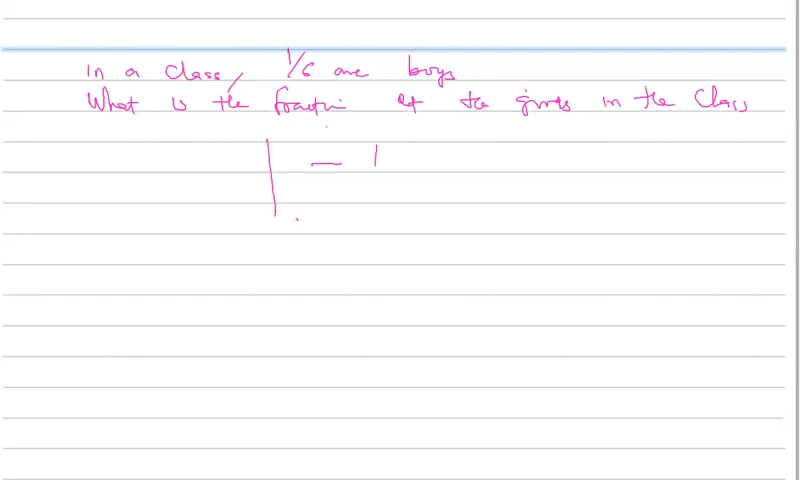 In a class, 1/6 are boys
What is the fraction of the girls in the class
1 - 1